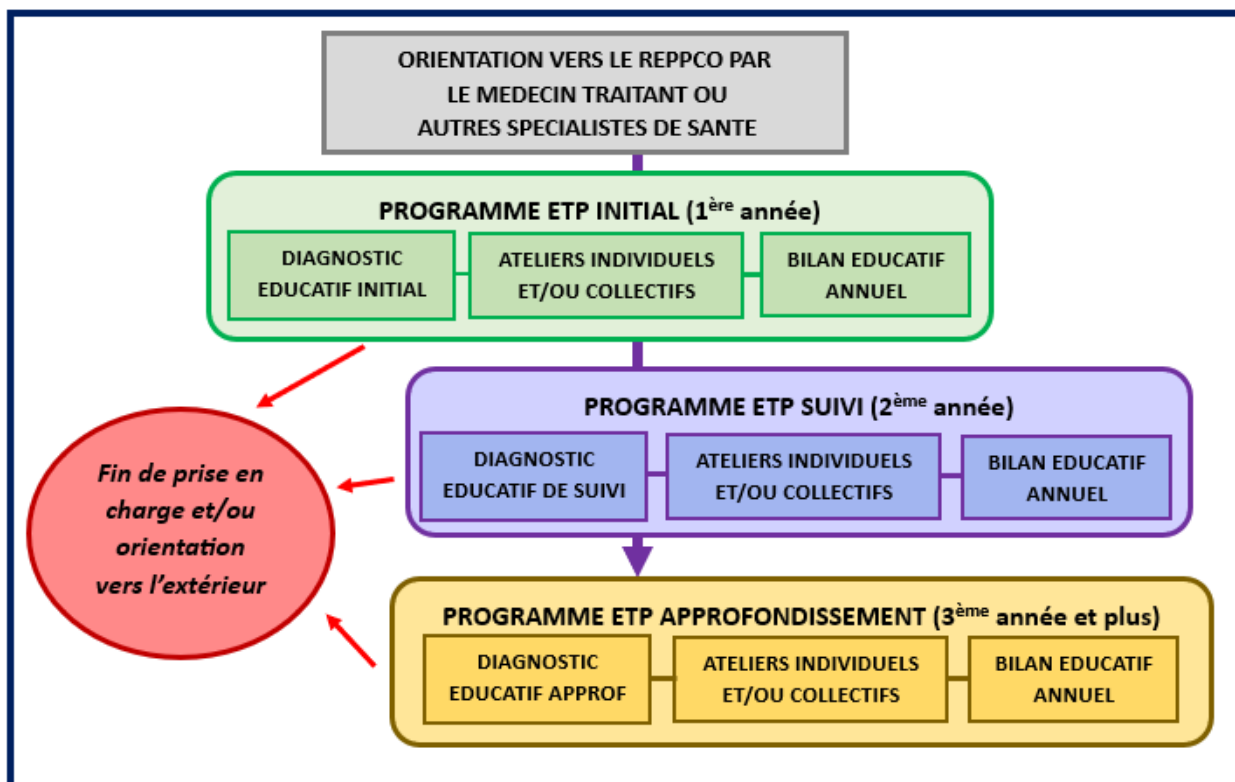 ORIENTATION VERS LE REPPCO PAR
LE MEDECIN TRAITANT OU
AUTRES SPECIALISTES DE SANTE
PROGRAMME ETP INITIAL (1ère année)
DIAGNOSTIC
EDUCATIF INITIAL
ATELIERS INDIVIDUELS
ET/OU COLLECTIFS
BILAN EDUCATIF
ANNUEL
PROGRAMME ETP SUIVI (2ème année)
DIAGNOSTIC
EDUCATIF DE SUIVI
ATELIERS INDIVIDUELS
ET/OU COLLECTIFS
BILAN EDUCATIF
ANNUEL
Fin de prise en
charge et/ou
orientation
vers l'extérieur
PROGRAMME ETP APPROFONDISSEMENT (3ème année et plus)
DIAGNOSTIC
EDUCATIF APPROF
ATELIERS INDIVIDUELS
ET/OU COLLECTIFS
BILAN EDUCATIF
ANNUEL